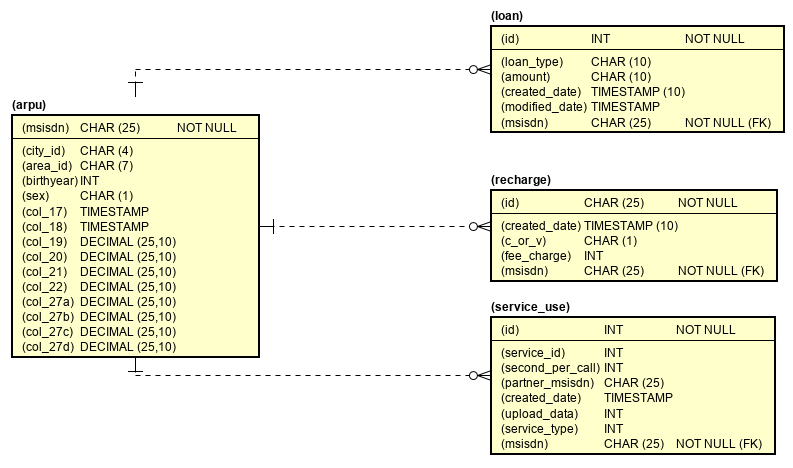 (loan)
(id) INT NOT NULL
(loan_type) CHAR (10)
(amount) CHAR (10)
(created_date) TIMESTAMP (10)
(modified_date) TIMESTAMP
(msisdn) CHAR (25) NOT NULL (FK)
(arpu)
(msisdn) CHAR (25) NOT NULL
(city_id) CHAR (4)
(area_id) CHAR (7)
(birthyear) INT
(sex) CHAR (1)
(col_17) TIMESTAMP
(col_18) TIMESTAMP
(col_19) DECIMAL (25,10)
(col_20) DECIMAL (25,10)
(col_21) DECIMAL (25,10)
(col_22) DECIMAL (25,10)
(col_27a) DECIMAL (25,10)
(col_27b) DECIMAL (25,10)
(col_27c) DECIMAL (25,10)
(col_27d) DECIMAL (25,10)
(recharge)
(id) CHAR (25) NOT NULL
(created_date) TIMESTAMP (10)
(c_or_v) CHAR (1)
(fee_charge) INT
(msisdn) CHAR (25) NOT NULL (FK)
(service_use)
(id) INT NOT NULL
(service_id) INT
(second_per_call) INT
(partner_msisdn) CHAR (25)
(created_date) TIMESTAMP
(upload_data) INT
(service_type) INT
(msisdn) CHAR (25) NOT NULL (FK)